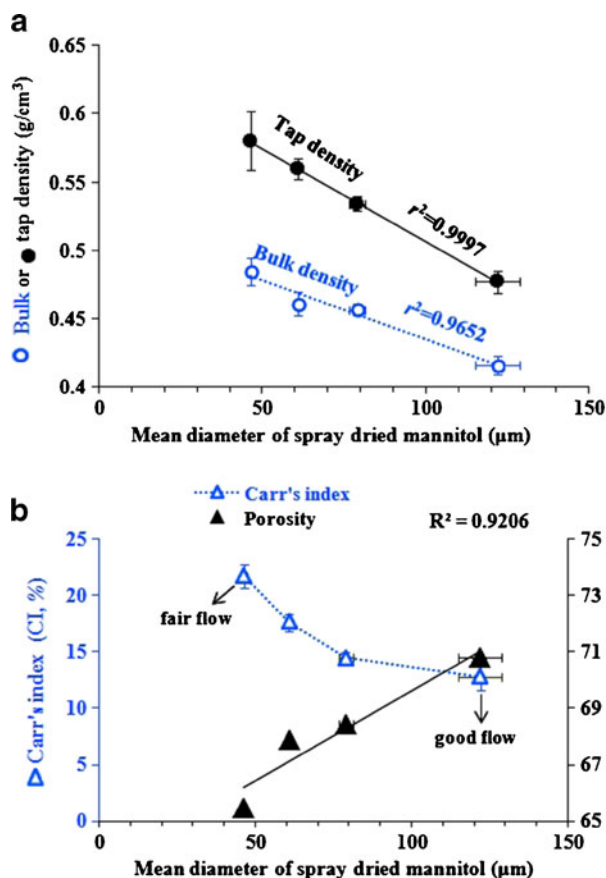 a
0.65
0.6
0.55
0.5
0.45
0.4
Bulk or ● tap density (g/cm³)
Tap density
r²=0.9997
Bulk density
r²=0.9652
0 50 100 150
Mean diameter of spray dried mannitol (µm)
b
Carr's index
Porosity
R² = 0.9206
25
20
15
10
5
0
Carr's index (CI, %)
fair flow
good flow
75
73
71
69
67
65
0 50 100 150
Mean diameter of spray dried mannitol (µm)